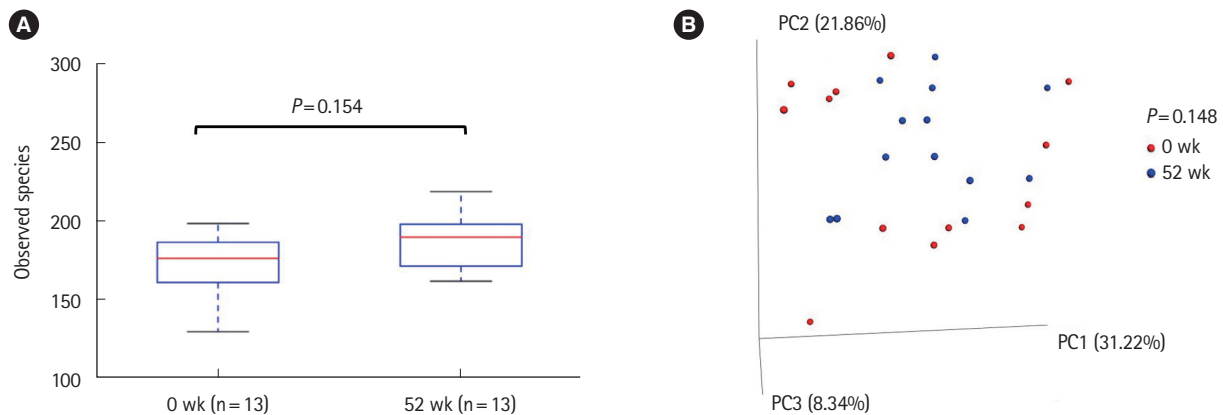 A
Observed species
300
250
200
150
100
P=0.154
0 wk (n=13)
52 wk (n=13)
B
PC2 (21.86%)
P=0.148
0 wk
52 wk
PC1 (31.22%)
PC3 (8.34%)